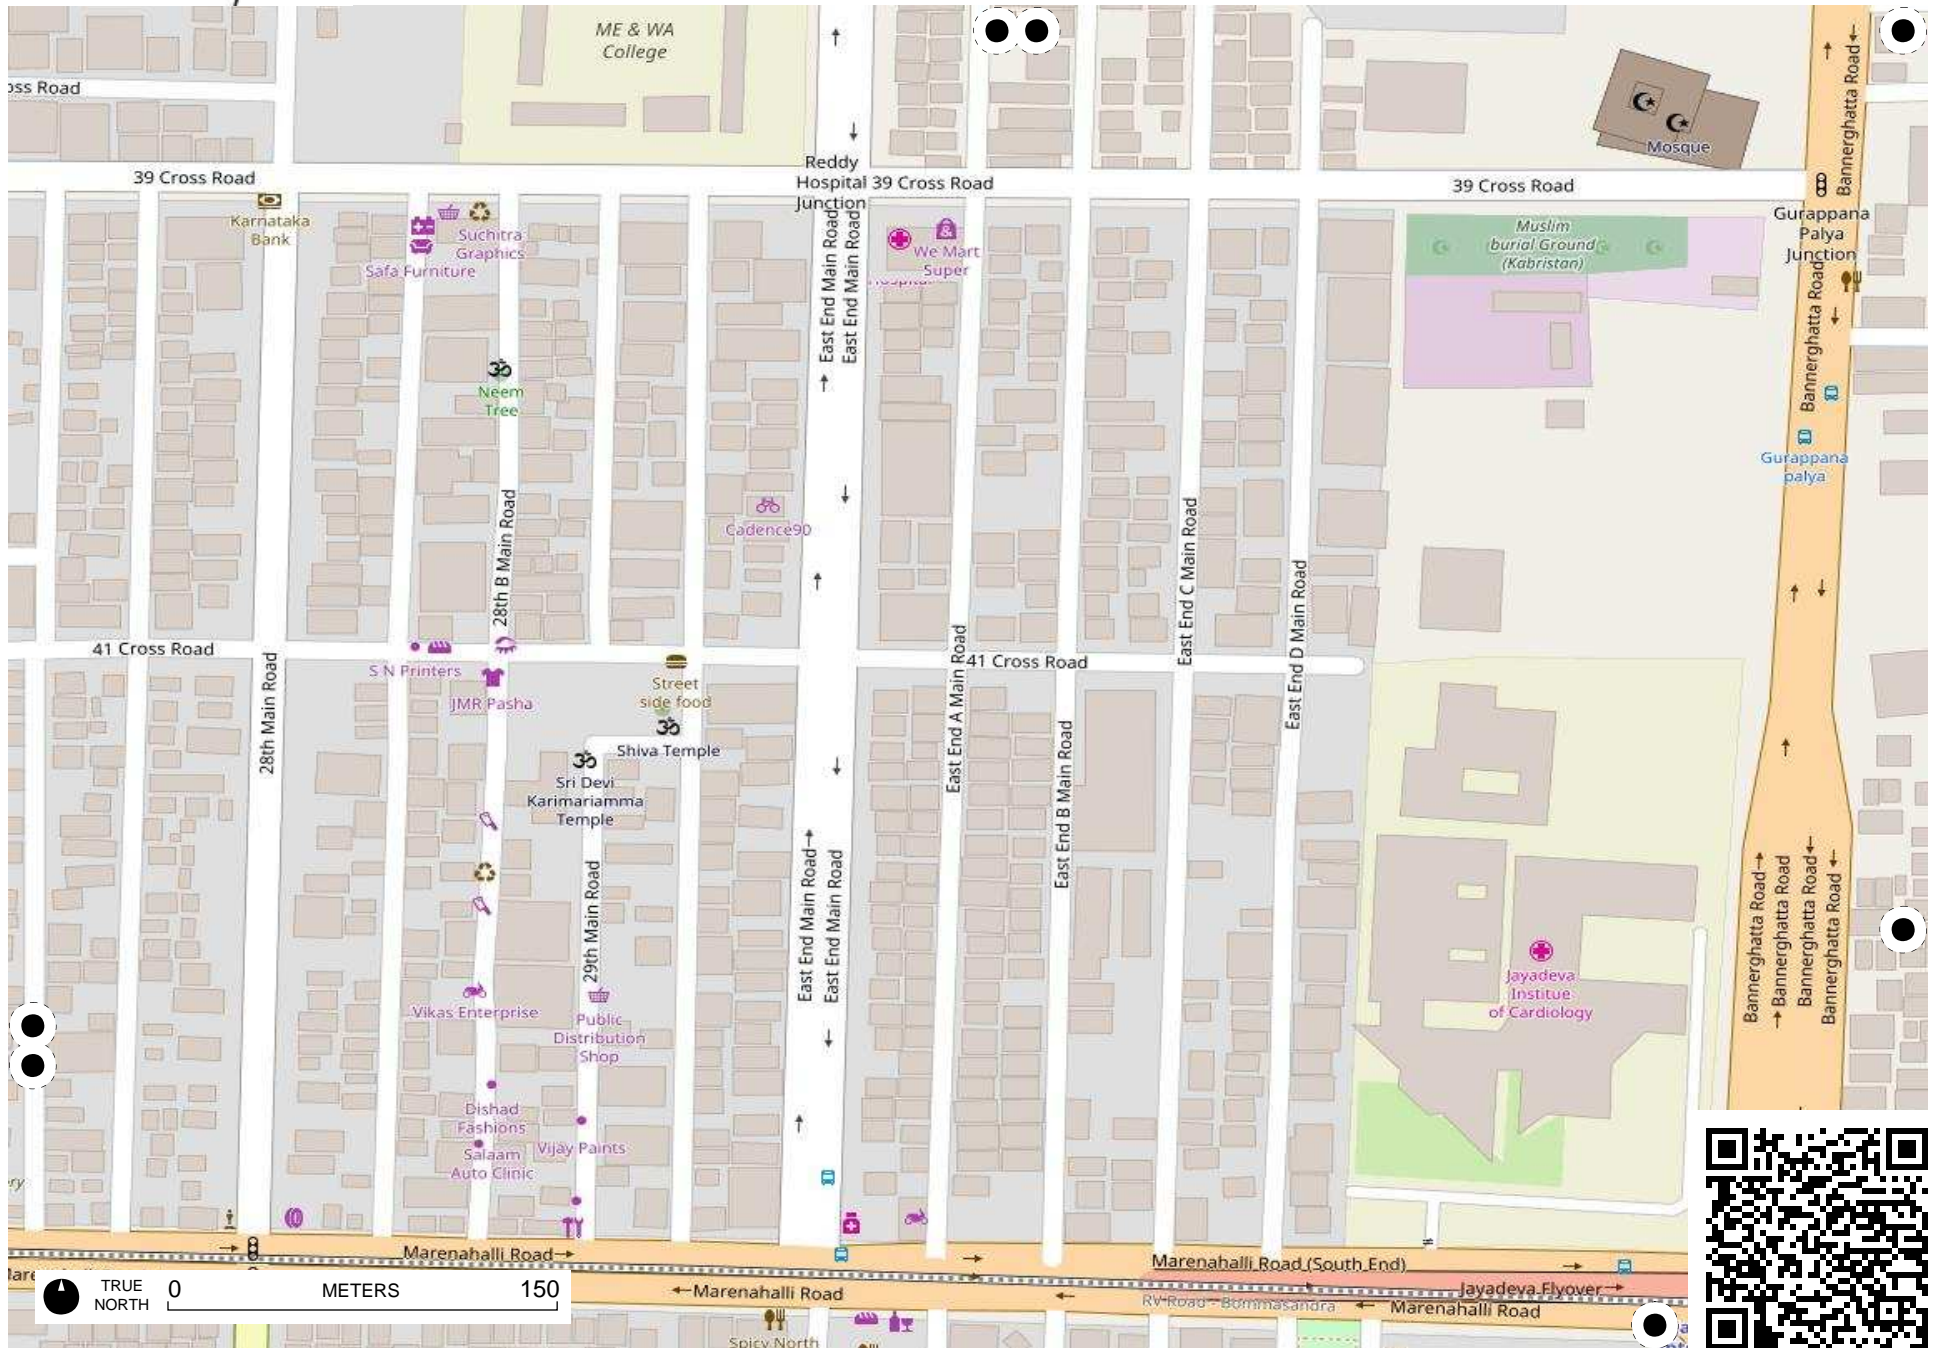 ME & WA
College
oss Road
Bannerghatta Road
Mosque
39 Cross Road
Reddy
Hospital
Junction
39 Cross Road
39 Cross Road
Karnataka
Bank
Suchitra
Graphics
Safa Furniture
We Mart
Super
Hospital
East End Main Road
East End Main Road
Muslim
burial Ground
(Kabristan)
Gurappana
Palya
Junction
Bannerghatta Road
Neem
Tree
Gurappana
palya
Cadence90
28th B Main Road
East End C Main Road
East End D Main Road
41 Cross Road
S N Printers
JMR Pasha
Street
side food
Shiva Temple
41 Cross Road
28th Main Road
East End A Main Road
East End B Main Road
Sri Devi
Karimariamma
Temple
29th Main Road
East End Main Road
East End Main Road
Bannerghatta Road
Bannerghatta Road
Bannerghatta Road
Bannerghatta Road
Jayadeva
Institue
of Cardiology
Vikas Enterprise
Public
Distribution
Shop
Dishad
Fashions
Vijay Paints
Salaam
Auto Clinic
ry
Marenahalli Road
Marenahalli Road (South End)
TRUE
NORTH
0 METERS 150
Marenahalli Road
Jayadeva Flyover
RV Road - Bommasandra
Marenahalli Road
Spicy North